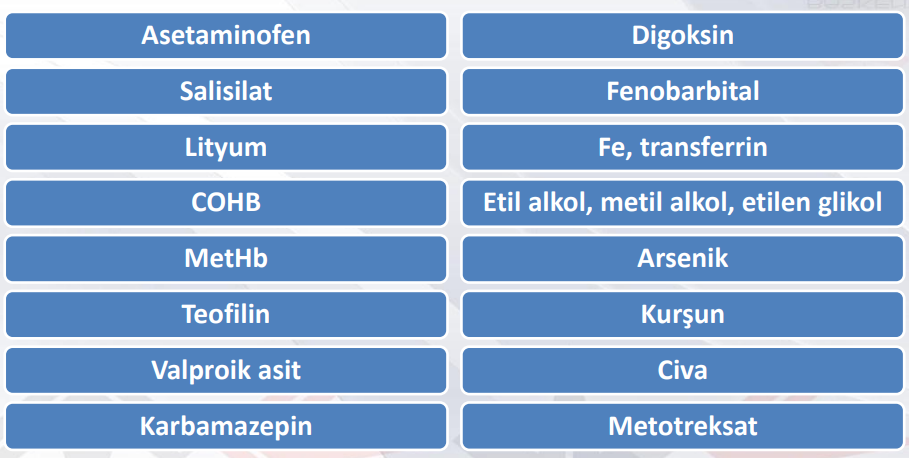 Asetaminofen
Digoksin
Salisilat
Fenobarbital
Lityum
Fe, transferrin
COHB
Etil alkol, metil alkol, etilen glikol
MetHb
Arsenik
Teofilin
Kurşun
Valproik asit
Civa
Karbamazepin
Metotreksat